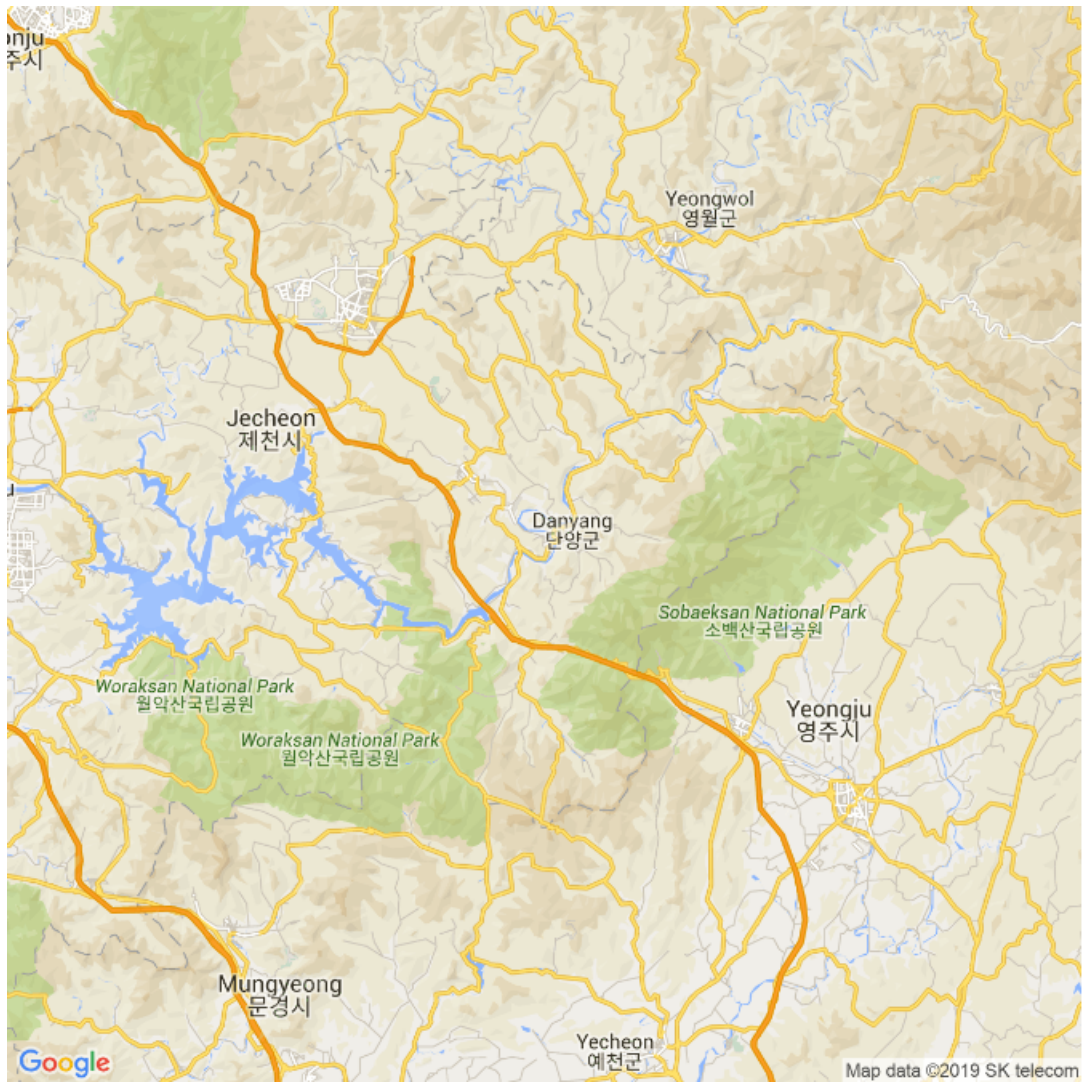 onju
주시
Yeongwol
영월군
Jecheon
제천시
Danyang
단양군
Sobaeksan National Park
소백산국립공원
Woraksan National Park
월악산국립공원
Yeongju
영주시
Woraksan National Park
월악산국립공원
Mungyeong
문경시
Yecheon
예천군
Google
Map data ©2019 SK telecom